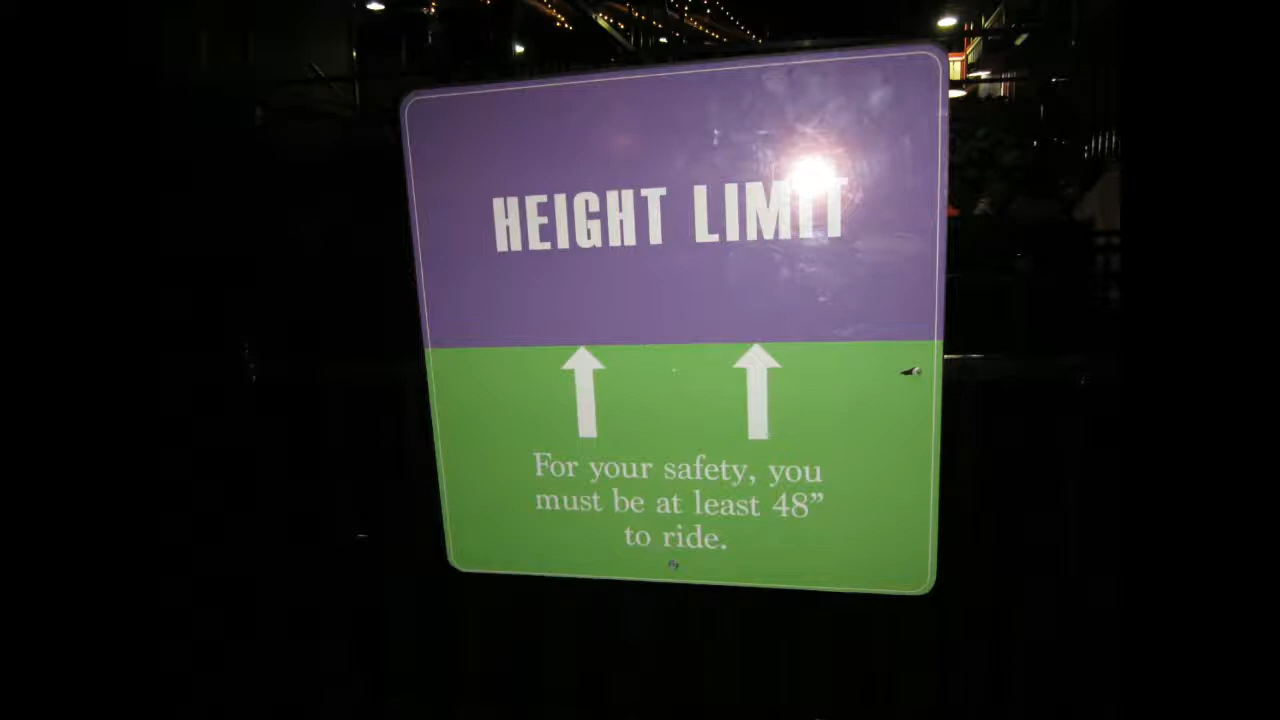 HEIGHT LIMIT
For your safety, you
must be at least 48”
to ride.